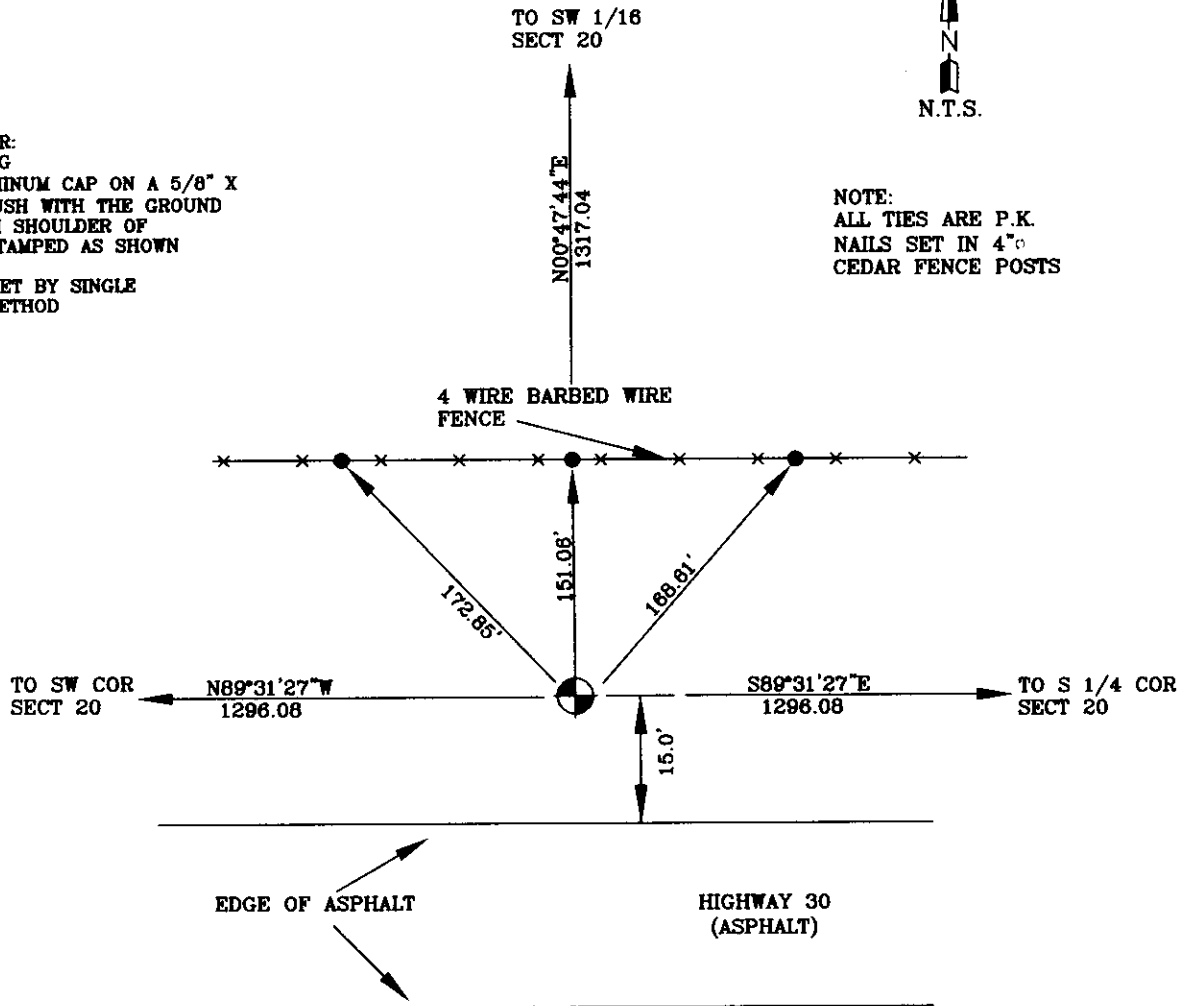 TO SW 1/16
SECT 20
N
N.T.S.
R:
G
MINUM CAP ON A 5/8" X
USH WITH THE GROUND
H SHOULDER OF
TAMPED AS SHOWN
ET BY SINGLE
ETHOD
N00°47'44"E
1317.04
NOTE:
ALL TIES ARE P.K.
NAILS SET IN 4"
CEDAR FENCE POSTS
4 WIRE BARBED WIRE
FENCE
172.85'
151.06'
168.61'
TO SW COR
SECT 20
N89°31'27"W
1296.08
S89°31'27"E
1296.08
TO S 1/4 COR
SECT 20
15.0'
EDGE OF ASPHALT
HIGHWAY 30
(ASPHALT)